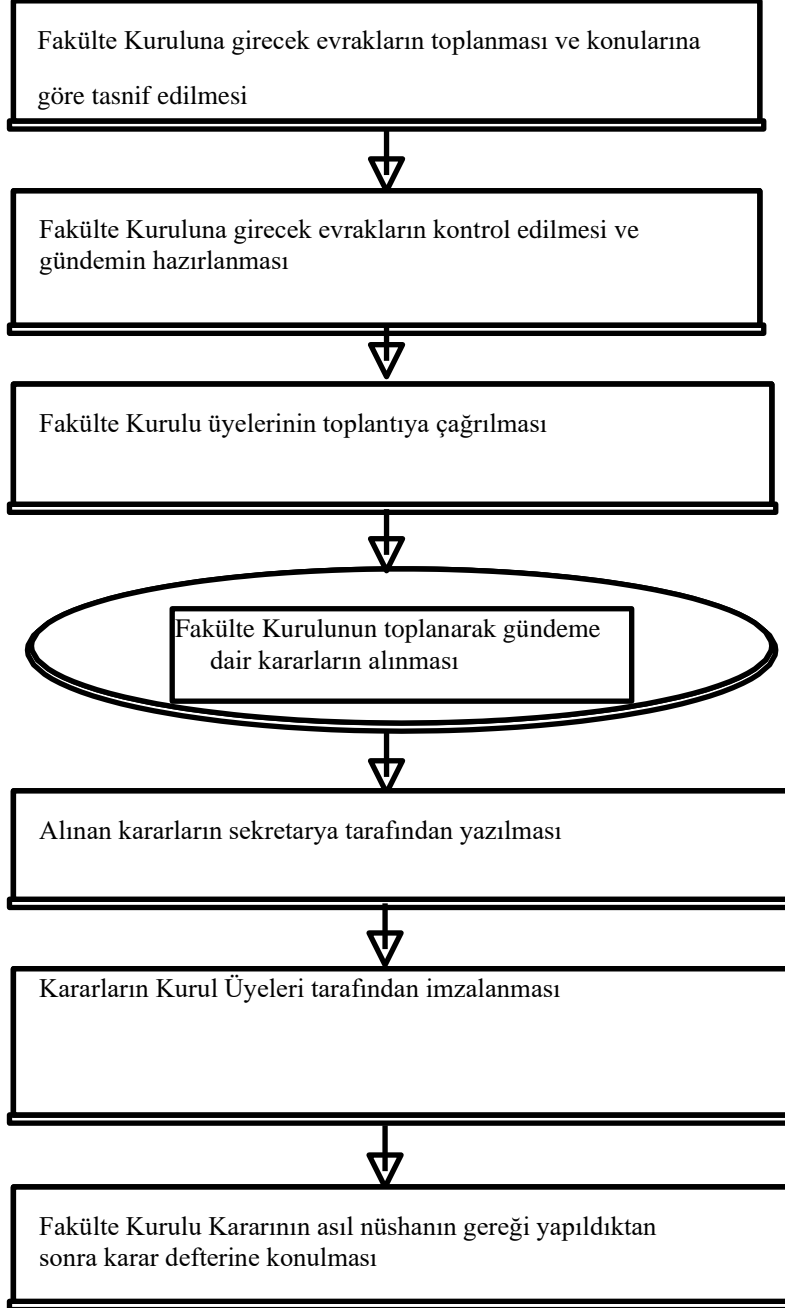 Fakülte Kuruluna girecek evrakların toplanması ve konularına
göre tasnif edilmesi
Fakülte Kuruluna girecek evrakların kontrol edilmesi ve
gündemin hazırlanması
Fakülte Kurulu üyelerinin toplantıya çağrılması
Fakülte Kurulunun toplanarak gündeme
dair kararların alınması
Alınan kararların sekretarya tarafından yazılması
Kararların Kurul Üyeleri tarafından imzalanması
Fakülte Kurulu Kararının asıl nüshanın gereği yapıldıktan
sonra karar defterine konulması